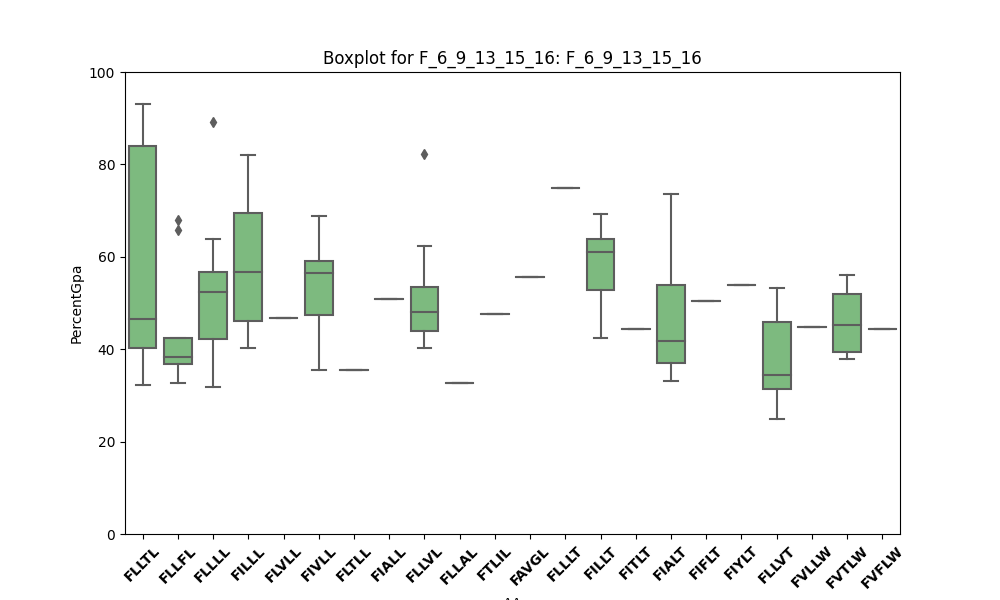 Boxplot for F_6_9_13_15_16: F_6_9_13_15_16
PercentGpa
100
80
60
40
20
0
FLLTL FLLFL FLLLL FILLL FLVLL FIVLL FLTLL FIALL FLLVL FLLAL FTLIL FAVGL FLLLT FILLT FITLT FIALT FIFLT FIYLT FLLVT FVLLW FVTLW FVFLW